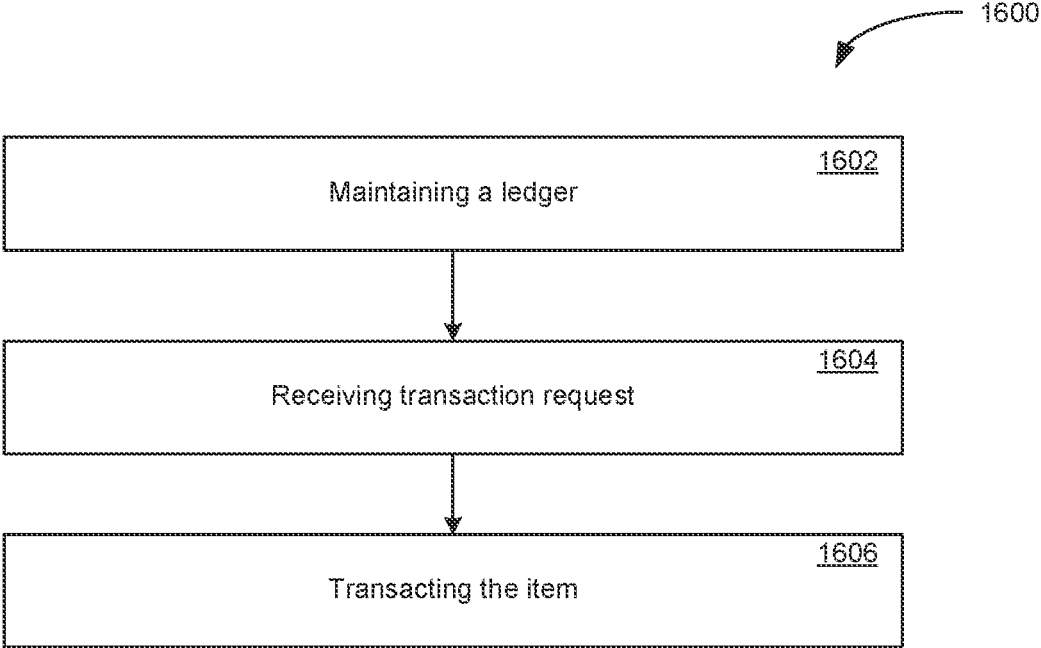 1600
1602
Maintaining a ledger
1604
Receiving transaction request
1606
Transacting the item